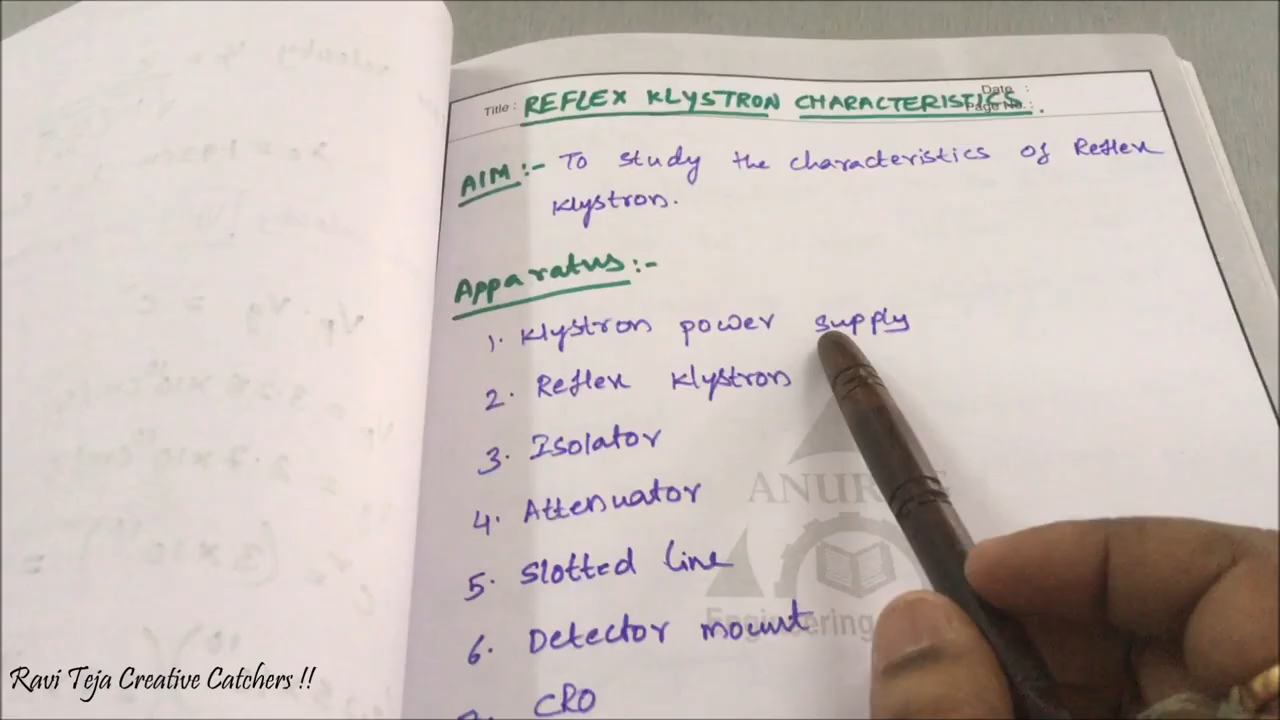 Date :
Title : REFLEX KLYSTRON CHARACTERISTICS.
Page No. :
AIM:- To study the characteristics of Reflex
Klystron.
Apparatus:-
1. Klystron power supply
2. Reflex Klystron
3. Isolator
4. Attenuator
5. Slotted line
6. Detector mount
CRO
Engineering
Ravi Teja Creative Catchers !!